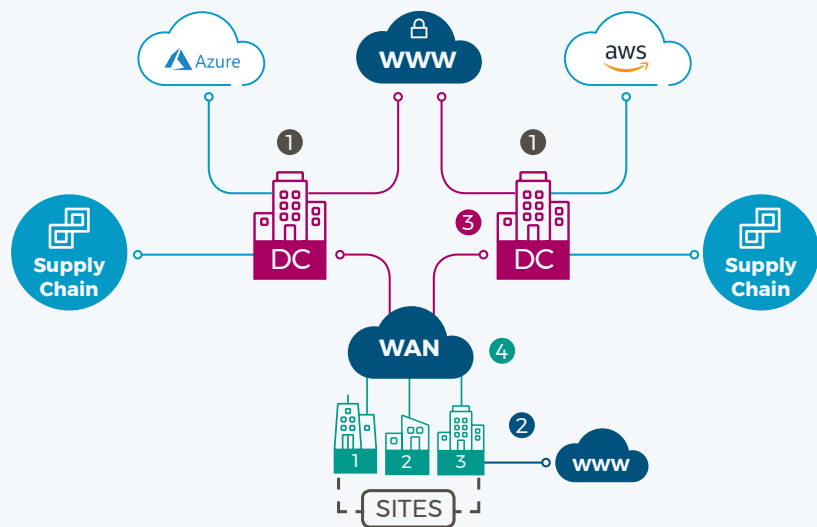 Azure
WWW
aws
1
1
3
DC
DC
Supply
Chain
Supply
Chain
WAN
4
2
1
2
3
WWW
SITES